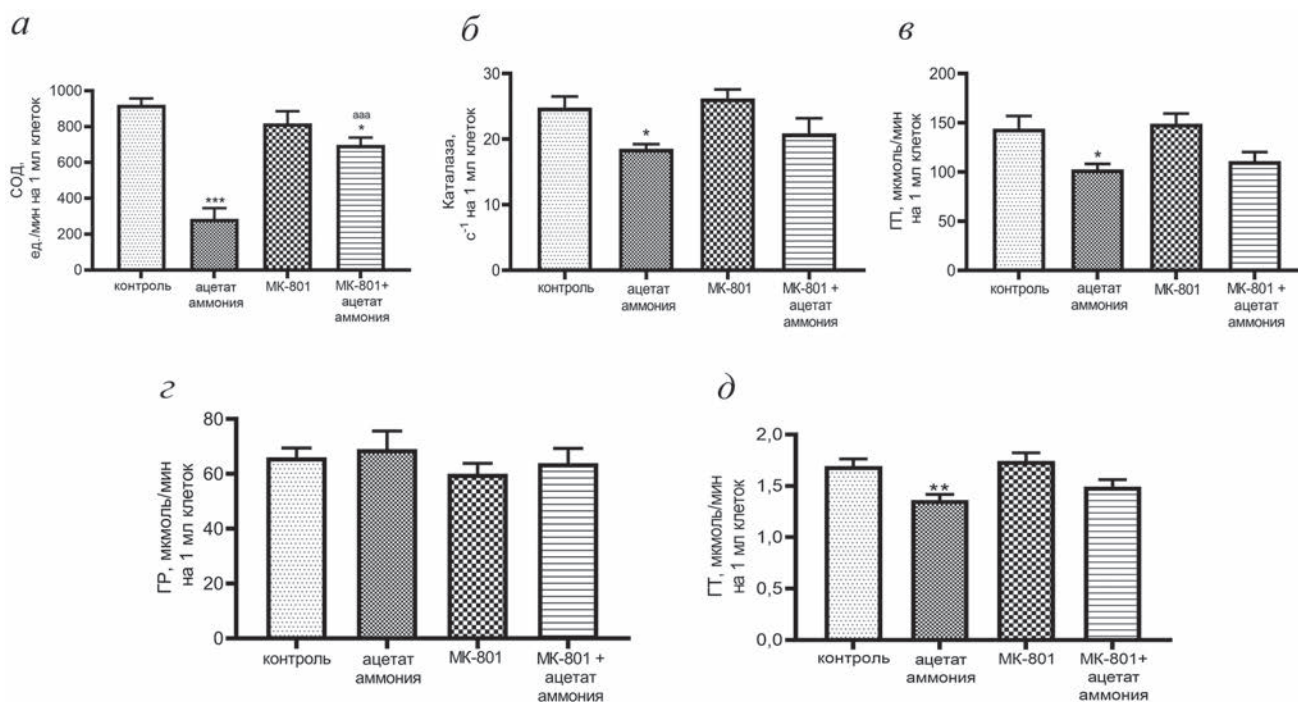 а
СОД,
ед./мин на 1 мл клеток
1000
800
600
400
200
0
***
ааа
*
контроль
ацетат
аммония
МК-801
МК-801+
ацетат
аммония
б
Каталаза,
с⁻¹ на 1 мл клеток
30
20
10
0
*
контроль
ацетат
аммония
МК-801
МК-801 +
ацетат
аммония
в
ГП, мкмоль/мин
на 1 мл клеток
200
150
100
50
0
*
контроль
ацетат
аммония
МК-801
МК-801 +
ацетат
аммония
г
ГР, мкмоль/мин
на 1 мл клеток
80
60
40
20
0
контроль
ацетат
аммония
МК-801
МК-801 +
ацетат
аммония
д
ГТ, мкмоль/мин
на 1 мл клеток
2,0
1,5
1,0
0,5
0,0
**
контроль
ацетат
аммония
МК-801
МК-801+
ацетат
аммония